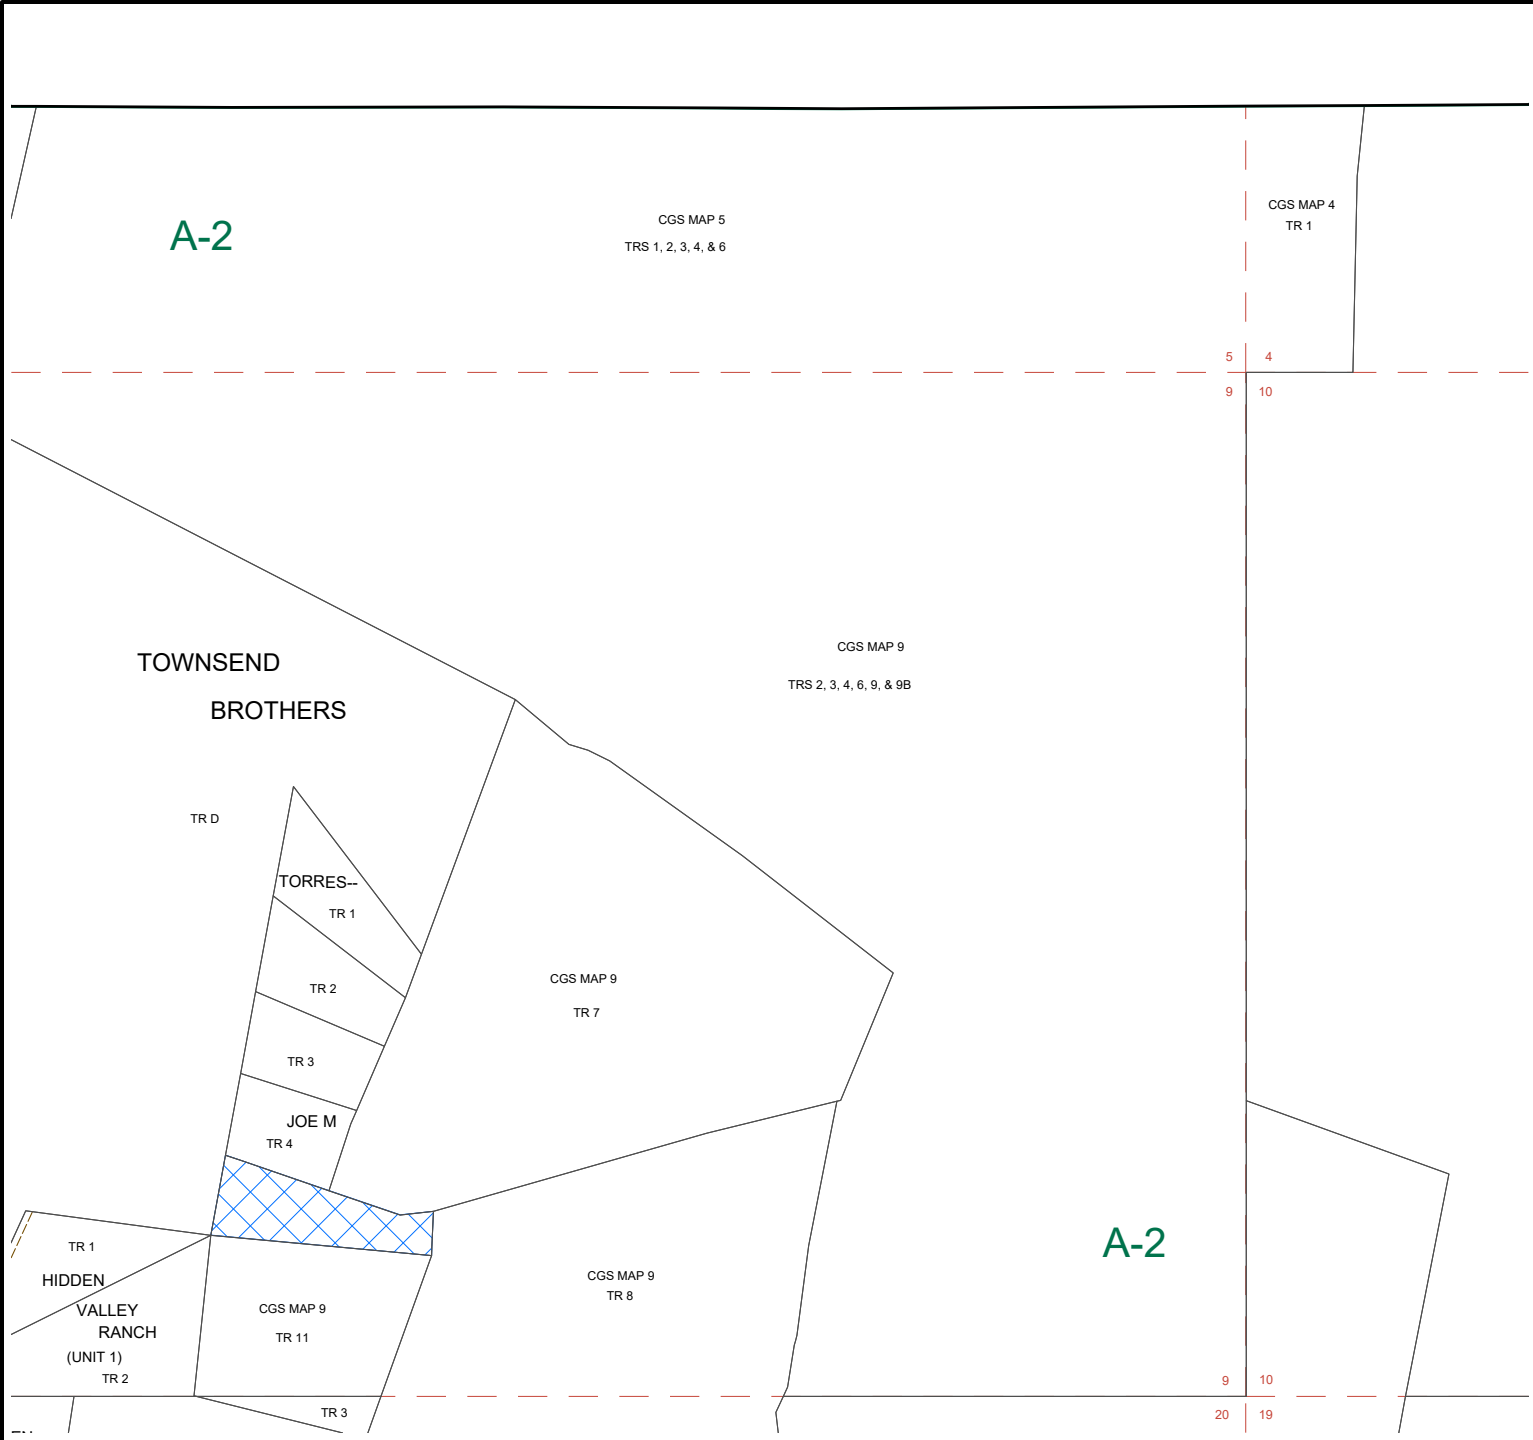 CGS MAP 4
TR 1
CGS MAP 5
A-2
TRS 1, 2, 3, 4, & 6
5 4
9 10
CGS MAP 9
TRS 2, 3, 4, 6, 9, & 9B
TOWNSEND
BROTHERS
TR D
TORRES--
TR 1
TR 2
TR 3
JOE M
TR 4
CGS MAP 9
TR 7
A-2
TR 1
HIDDEN
VALLEY
RANCH
(UNIT 1)
TR 2
CGS MAP 9
TR 11
CGS MAP 9
TR 8
TR 3
9 10
20 19